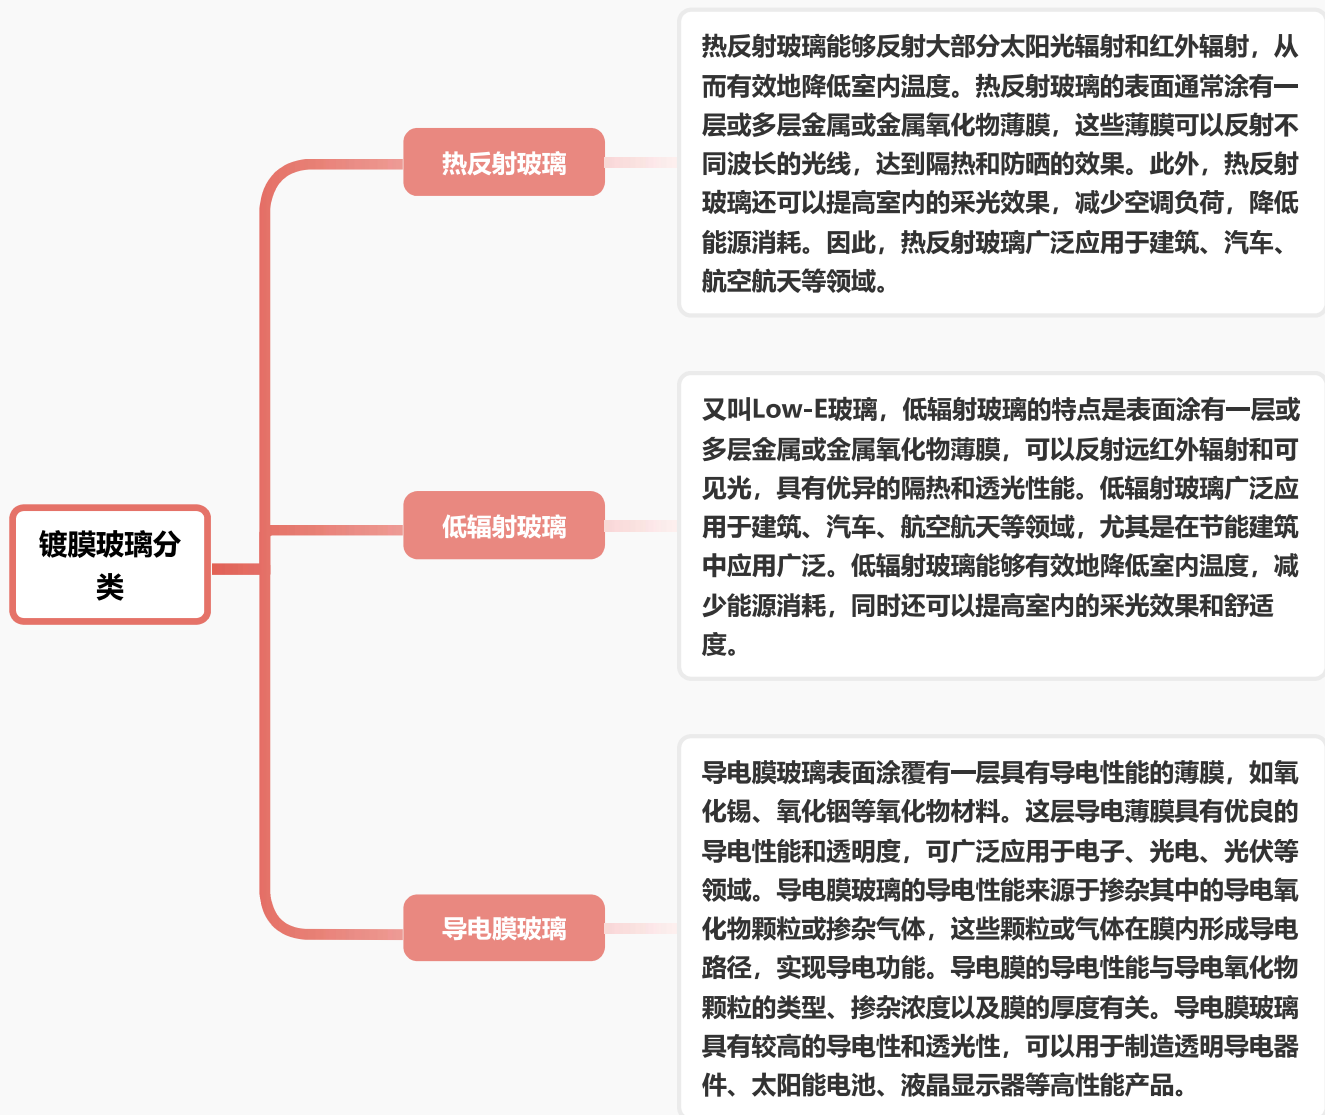 镀膜玻璃分
类
热反射玻璃
热反射玻璃能够反射大部分太阳光辐射和红外辐射，从
而有效地降低室内温度。热反射玻璃的表面通常涂有一
层或多层金属或金属氧化物薄膜，这些薄膜可以反射不
同波长的光线，达到隔热和防晒的效果。此外，热反射
玻璃还可以提高室内的采光效果，减少空调负荷，降低
能源消耗。因此，热反射玻璃广泛应用于建筑、汽车、
航空航天等领域。
低辐射玻璃
又叫Low-E玻璃，低辐射玻璃的特点是表面涂有一层或
多层金属或金属氧化物薄膜，可以反射远红外辐射和可
见光，具有优异的隔热和透光性能。低辐射玻璃广泛应
用于建筑、汽车、航空航天等领域，尤其是在节能建筑
中应用广泛。低辐射玻璃能够有效地降低室内温度，减
少能源消耗，同时还可以提高室内的采光效果和舒适
度。
导电膜玻璃
导电膜玻璃表面涂覆有一层具有导电性能的薄膜，如氧
化锡、氧化铟等氧化物材料。这层导电薄膜具有优良的
导电性能和透明度，可广泛应用于电子、光电、光伏等
领域。导电膜玻璃的导电性能来源于掺杂其中的导电氧
化物颗粒或掺杂气体，这些颗粒或气体在膜内形成导电
路径，实现导电功能。导电膜的导电性能与导电氧化物
颗粒的类型、掺杂浓度以及膜的厚度有关。导电膜玻璃
具有较高的导电性和透光性，可以用于制造透明导电器
件、太阳能电池、液晶显示器等高性能产品。